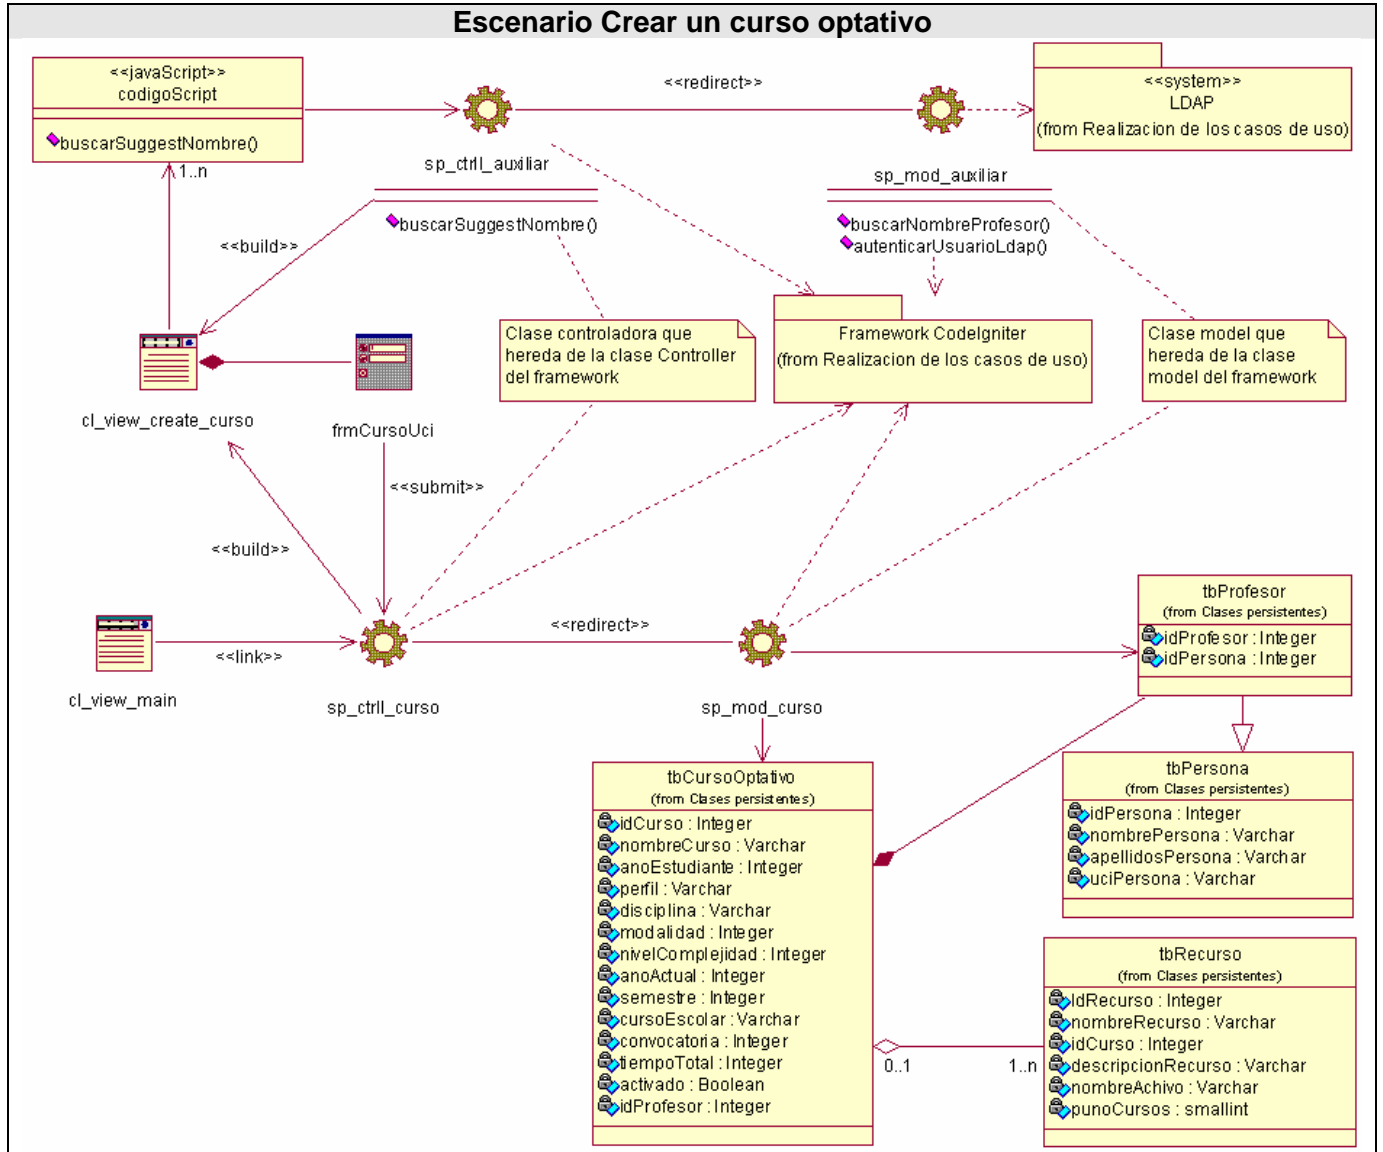 Escenario Crear un curso optativo
<<javaScript>>
codigoScript
buscarSuggestNombre()
1..n
<<redirect>>
<<system>>
LDAP
(from Realizacion de los casos de uso)
sp_ctrll_auxiliar
buscarSuggestNombre()
sp_mod_auxiliar
buscarNombreProfesor()
autenticarUsuarioLdap()
<<build>>
Clase controladora que
hereda de la clase Controller
del framework
Framework CodeIgniter
(from Realizacion de los casos de uso)
Clase model que
hereda de la clase
model del framework
cl_view_create_curso
frmCursoUci
<<submit>>
<<build>>
<<link>>
<<redirect>>
cl_view_main
sp_ctrll_curso
sp_mod_curso
tbProfesor
(from Clases persistentes)
idProfesor : Integer
idPersona : Integer
tbPersona
(from Clases persistentes)
idPersona : Integer
nombrePersona : Varchar
apellidosPersona : Varchar
uciPersona : Varchar
tbCursoOptativo
(from Clases persistentes)
idCurso : Integer
nombreCurso : Varchar
anoEstudiante : Integer
perfil : Varchar
disciplina : Varchar
modalidad : Integer
nivelComplejidad : Integer
anoActual : Integer
semestre : Integer
cursoEscolar : Varchar
convocatoria : Integer
tiempoTotal : Integer
activado : Boolean
idProfesor : Integer
0..1
1..n
tbRecurso
(from Clases persistentes)
IdRecurso : Integer
nombreRecurso : Varchar
idCurso : Integer
descripcionRecurso : Varchar
nombreAchivo : Varchar
punoCursos : smallint